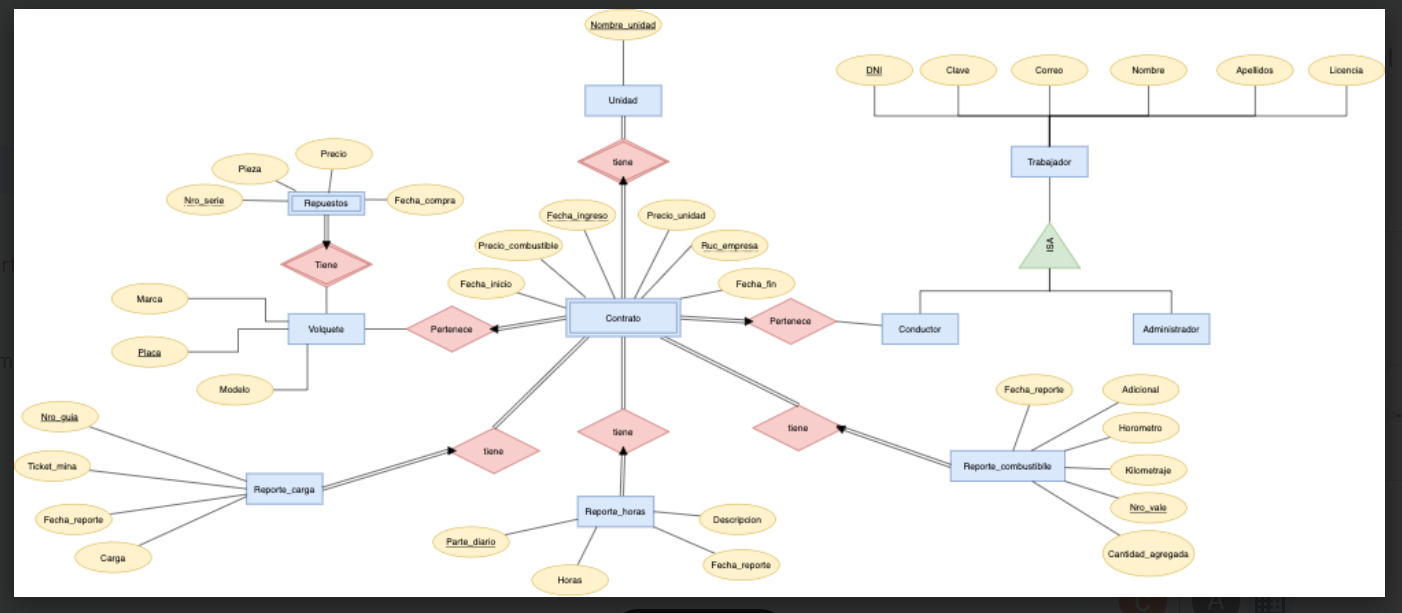 Nombre_unidad
Unidad
tiene
DNI
Clave
Correo
Nombre
Apellidos
Licencia
Trabajador
ISA
Conductor
Administrador
Precio
Pieza
Nro_serie
Repuestos
Fecha_compra
Tiene
Marca
Volquete
Placa
Modelo
Fecha_ingreso
Precio_unidad
Precio_combustible
Ruc_empresa
Fecha_inicio
Fecha_fin
Pertenece
Contrato
Pertenece
Nro_guia
Ticket_mina
Reporte_carga
Fecha_reporte
Carga
tiene
tiene
Reporte_horas
Parte_diario
Descripcion
Fecha_reporte
Horas
tiene
Fecha_reporte
Adicional
Horometro
Reporte_combustibile
Kilometraje
Nro_vale
Cantidad_agregada
C
A